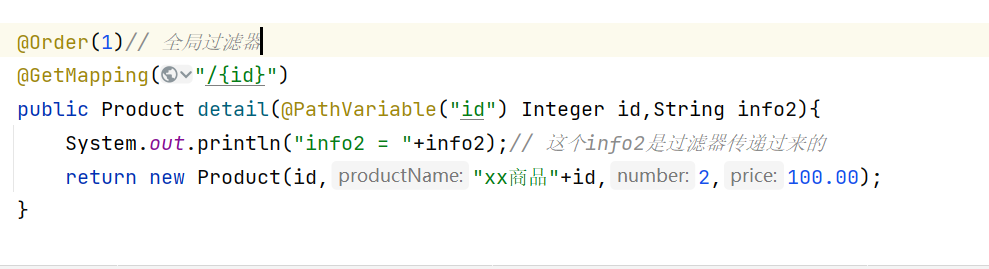 @Order(1)// 全局过滤器
@GetMapping("/{id}")
public Product detail(@PathVariable("id") Integer id,String info2){
System.out.println("info2 = "+info2);// 这个info2是过滤器传递过来的
return new Product(id, productName: "xx商品"+id, number: 2, price: 100.00);
}